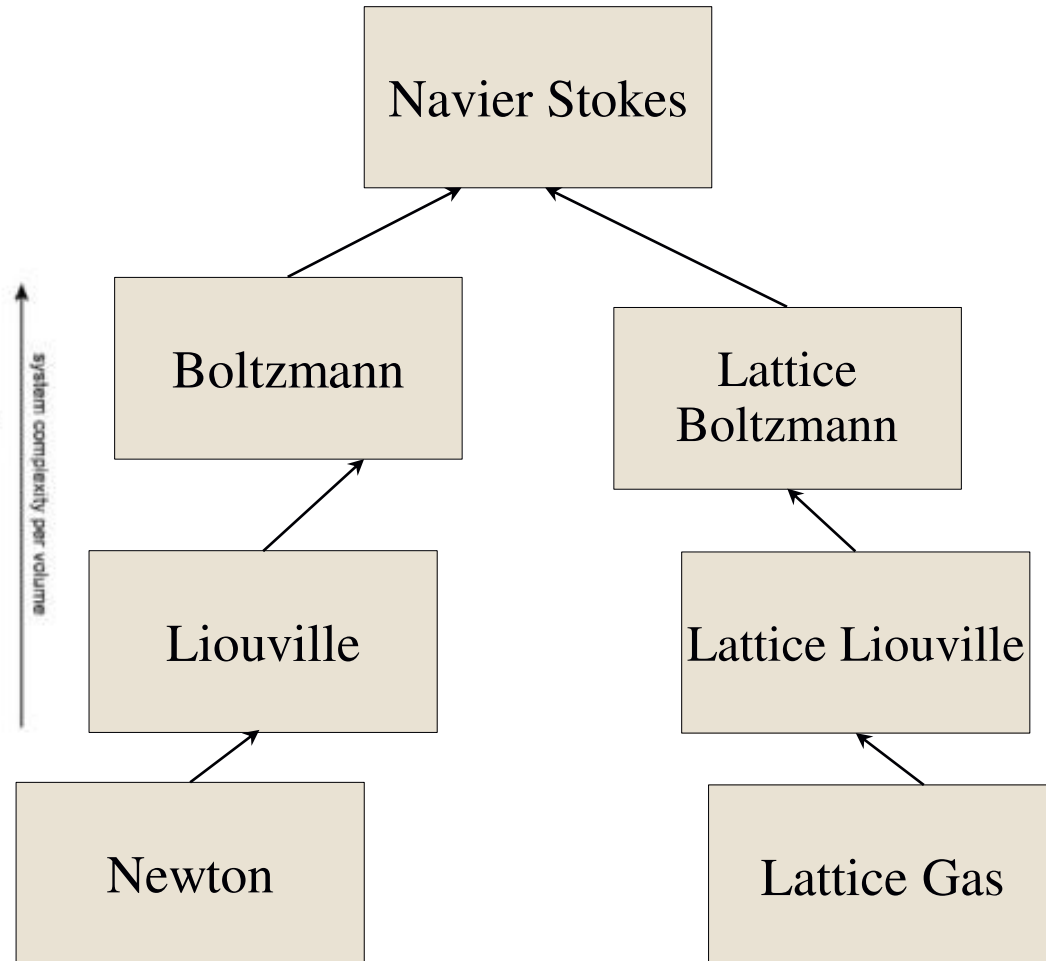 Navier Stokes
Boltzmann
Lattice
Boltzmann
system complexity per volume
Liouville
Lattice Liouville
Newton
Lattice Gas